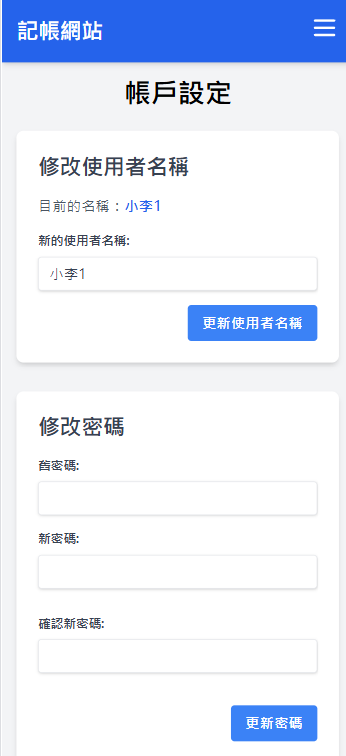 記帳網站
帳戶設定
修改使用者名稱
目前的名稱：小李1
新的使用者名稱:
小李1
更新使用者名稱
修改密碼
舊密碼:
新密碼:
確認新密碼:
更新密碼